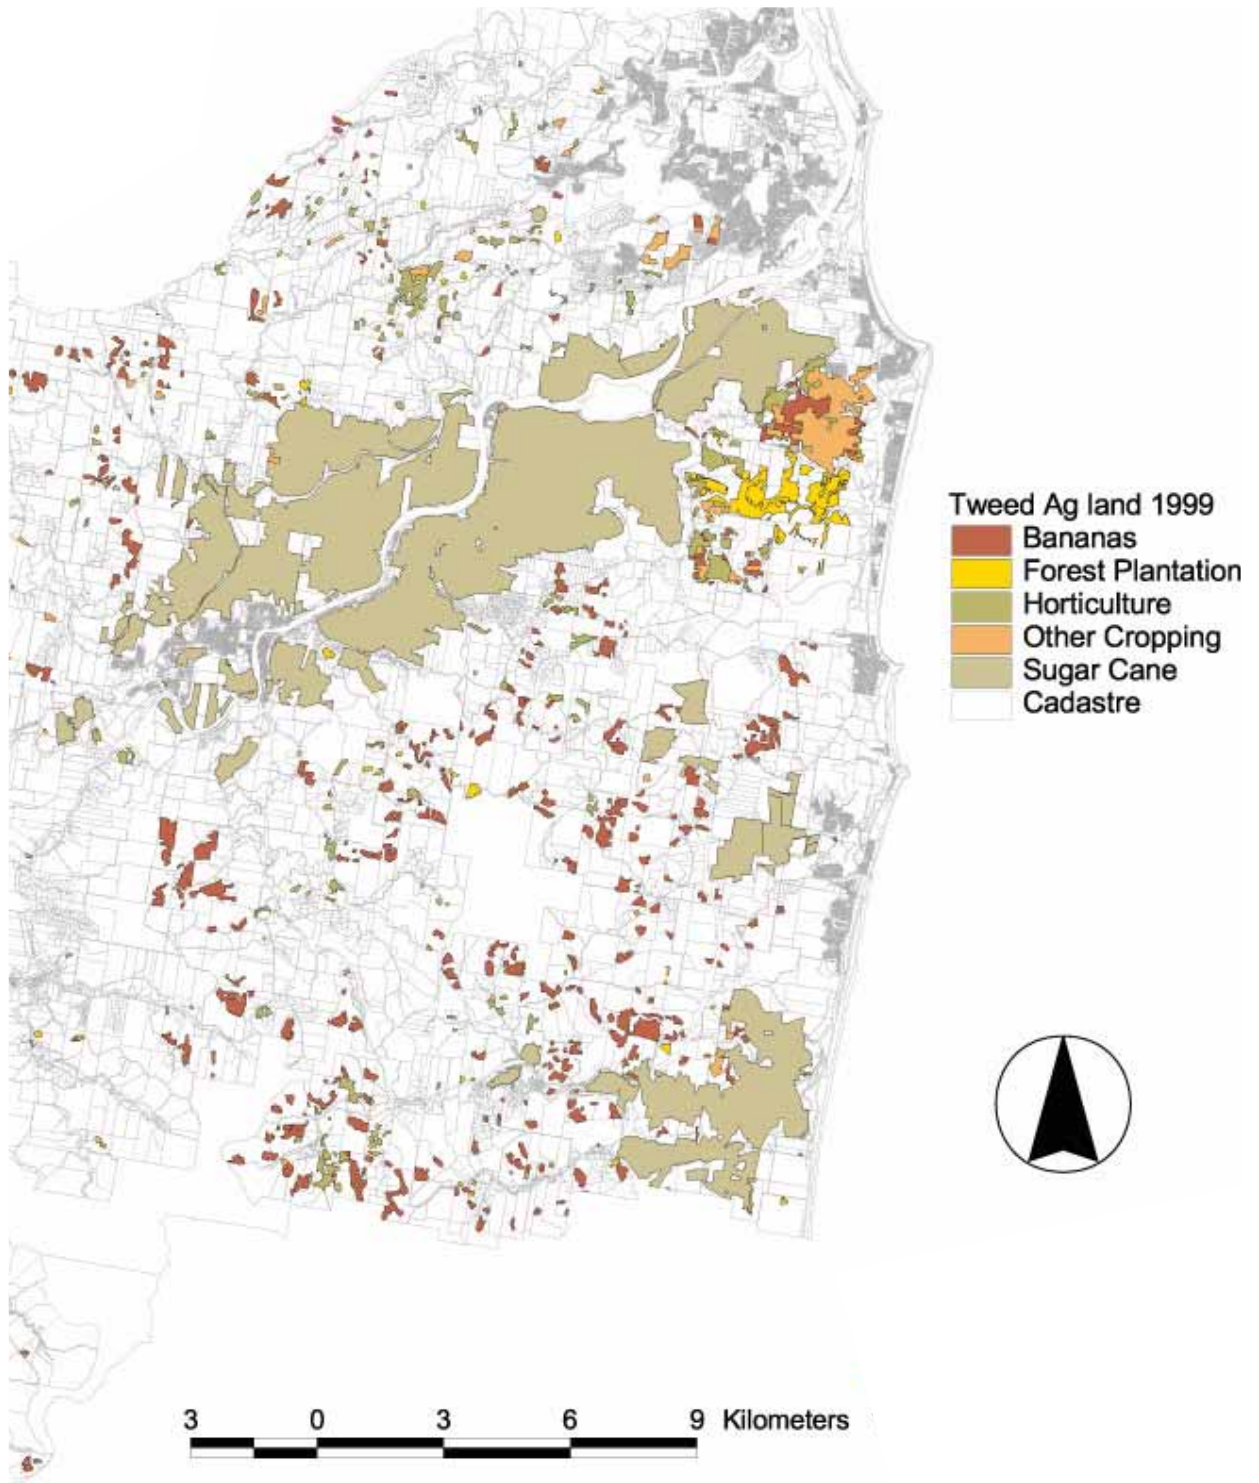 Tweed Ag land 1999
Bananas
Forest Plantation
Horticulture
Other Cropping
Sugar Cane
Cadastre
3 0 3 6 9 Kilometers